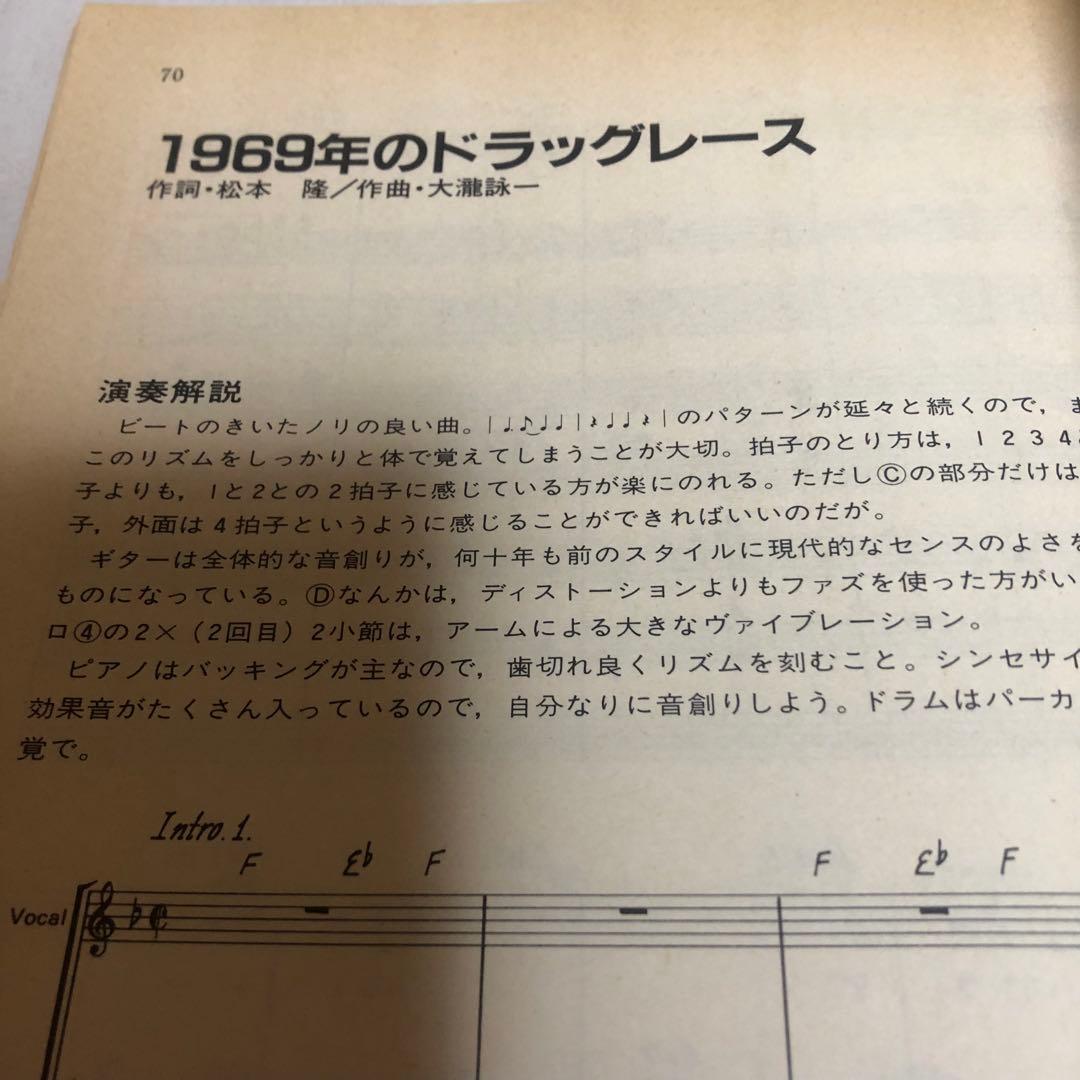 70
1969年のドラッグレース
作詞・松本　隆／作曲・大瀧詠一
演奏解説
ビートのきいたノリの良い曲。|♩.♪♩♩|𝄽♩♩𝄽|のパターンが延々と続くので，ま
このリズムをしっかりと体で覚えてしまうことが大切。拍子のとり方は，1 2 3 4
子よりも，1と2との2拍子に感じている方が楽にのれる。ただしⒸの部分だけは
子，外面は4拍子というように感じることができればいいのだが。
ギターは全体的な音創りが，何十年も前のスタイルに現代的なセンスのよさを
ものになっている。Ⓓなんかは，ディストーションよりもファズを使った方がい
ロ④の2×（2回目）2小節は，アームによる大きなヴァイブレーション。
ピアノはバッキングが主なので，歯切れ良くリズムを刻むこと。シンセサイ
効果音がたくさん入っているので，自分なりに音創りしよう。ドラムはパーカ
覚で。
Intro. 1.
F E♭ F F E♭ F
Vocal